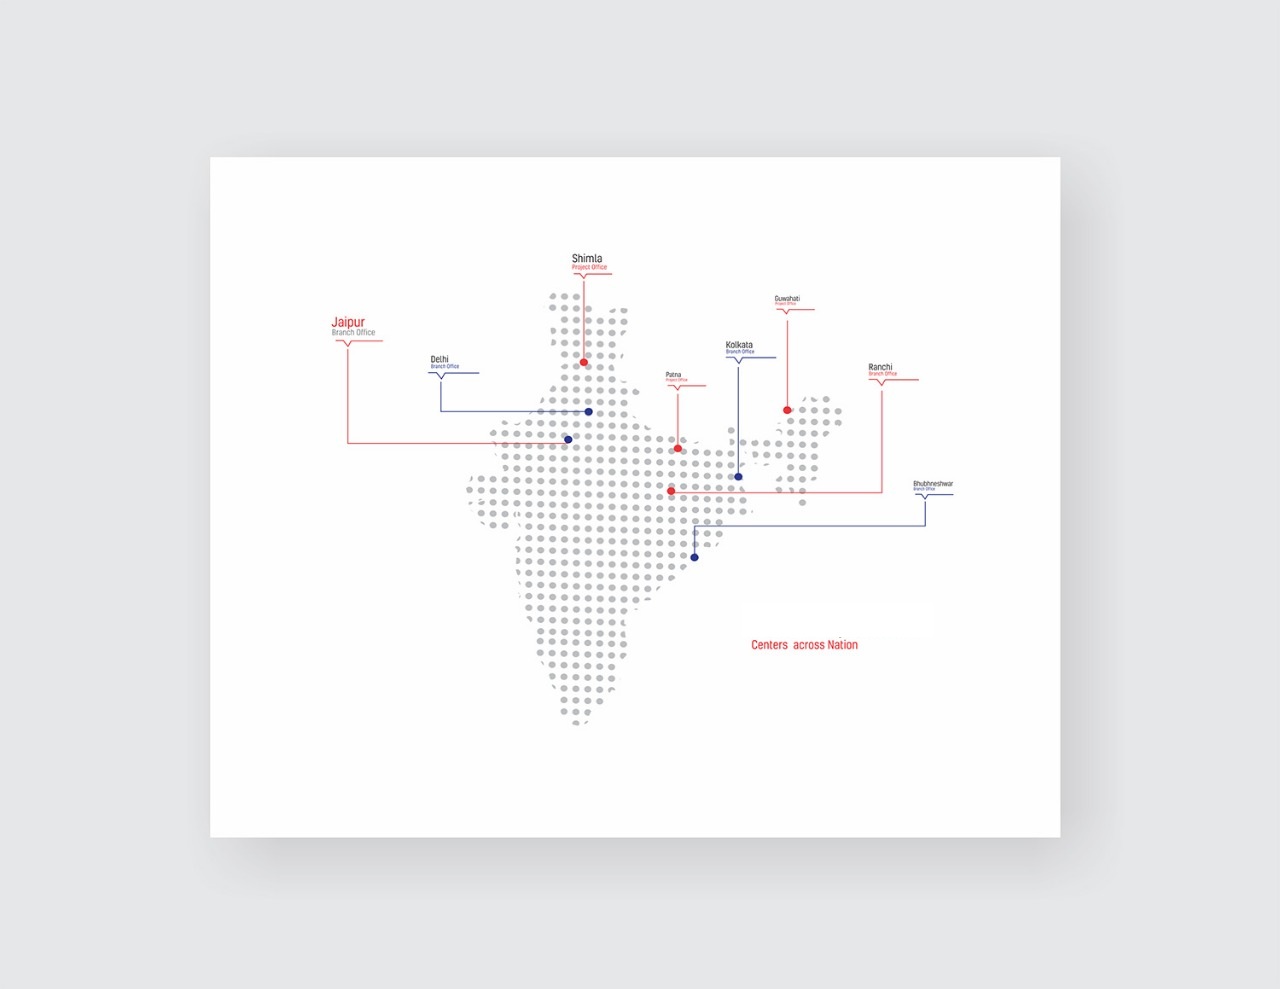 Shimla
Project Office
Guwahati
Project Office
Jaipur
Branch Office
Kolkata
Branch Office
Delhi
Branch Office
Ranchi
Branch Office
Patna
Project Office
Bhubhneshwar
Branch Office
Centers across Nation